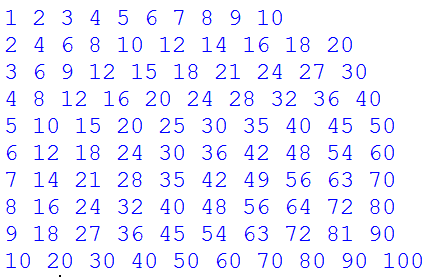 1 2 3 4 5 6 7 8 9 10
2 4 6 8 10 12 14 16 18 20
3 6 9 12 15 18 21 24 27 30
4 8 12 16 20 24 28 32 36 40
5 10 15 20 25 30 35 40 45 50
6 12 18 24 30 36 42 48 54 60
7 14 21 28 35 42 49 56 63 70
8 16 24 32 40 48 56 64 72 80
9 18 27 36 45 54 63 72 81 90
10 20 30 40 50 60 70 80 90 100